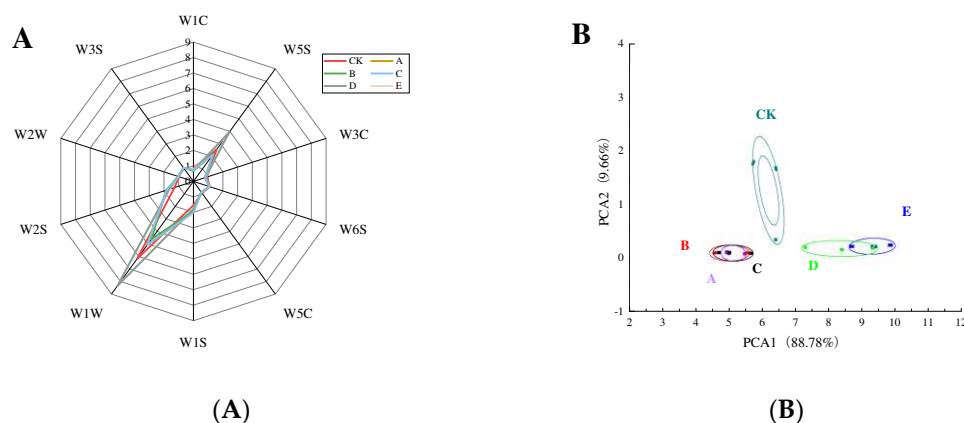 A
W1C
W5S
W3C
W6S
W5C
W1S
W1W
W2S
W2W
W3S
9
8
7
6
5
4
3
2
1
0
CK A
B C
D E
(A)
B
PCA2 (9.66%)
4
3
2
1
0
-1
CK
B
A
C
D
E
2 3 4 5 6 7 8 9 10 11 12
PCA1 (88.78%)
(B)